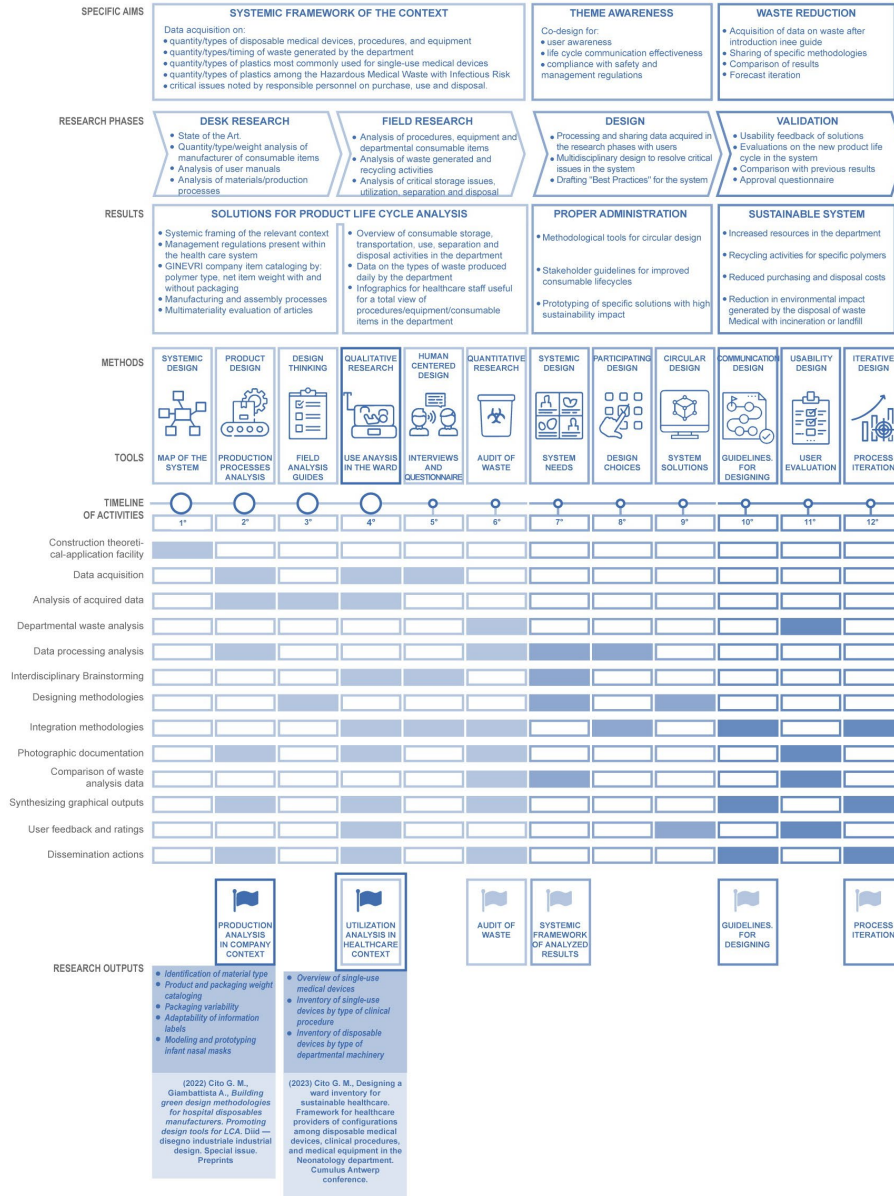 SPECIFIC AIMS
SYSTEMIC FRAMEWORK OF THE CONTEXT
Data acquisition on:
• quantity/types of disposable medical devices, procedures, and equipment
• quantity/types/timing of waste generated by the department
• quantity/types of plastics most commonly used for single-use medical devices
• quantity/types of plastics among the Hazardous Medical Waste with Infectious Risk
• critical issues noted by responsible personnel on purchase, use and disposal.
THEME AWARENESS
Co-design for:
• user awareness
• life cycle communication effectiveness
• compliance with safety and
management regulations
WASTE REDUCTION
• Acquisition of data on waste after
introduction inee guide
• Sharing of specific methodologies
• Comparison of results
• Forecast iteration
RESEARCH PHASES
DESK RESEARCH
• State of the Art.
• Quantity/type/weight analysis of
manufacturer of consumable items
• Analysis of user manuals
• Analysis of materials/production
processes
FIELD RESEARCH
• Analysis of procedures, equipment and
departmental consumable items
• Analysis of waste generated and
recycling activities
• Analysis of critical storage issues,
utilization, separation and disposal
DESIGN
• Processing and sharing data acquired in
the research phases with users
• Multidisciplinary design to resolve critical
issues in the system
• Drafting "Best Practices" for the system
VALIDATION
• Usability feedback of solutions
• Evaluations on the new product life
cycle in the system
• Comparison with previous results
• Approval questionnaire
RESULTS
SOLUTIONS FOR PRODUCT LIFE CYCLE ANALYSIS
• Systemic framing of the relevant context
• Management regulations present within
the health care system
• GINEVRI company item cataloging by:
polymer type, net item weight with and
without packaging
• Manufacturing and assembly processes
• Multimateriality evaluation of articles
• Overview of consumable storage,
transportation, use, separation and
disposal activities in the department
• Data on the types of waste produced
daily by the department
• Infographics for healthcare staff useful
for a total view of
procedures/equipment/consumable
items in the department
PROPER ADMINISTRATION
• Methodological tools for circular design
• Stakeholder guidelines for improved
consumable lifecycles
• Prototyping of specific solutions with high
sustainability impact
SUSTAINABLE SYSTEM
• Increased resources in the department
• Recycling activities for specific polymers
• Reduced purchasing and disposal costs
• Reduction in environmental impact
generated by the disposal of waste
Medical with incineration or landfill
METHODS
SYSTEMIC
DESIGN
PRODUCT
DESIGN
DESIGN
THINKING
QUALITATIVE
RESEARCH
HUMAN
CENTERED
DESIGN
QUANTITATIVE
RESEARCH
SYSTEMIC
DESIGN
PARTICIPATING
DESIGN
CIRCULAR
DESIGN
COMMUNICATION
DESIGN
USABILITY
DESIGN
ITERATIVE
DESIGN
TOOLS
MAP OF THE
SYSTEM
PRODUCTION
PROCESSES
ANALYSIS
FIELD
ANALYSIS
GUIDES
USE ANAYSIS
IN THE WARD
INTERVIEWS
AND
QUESTIONNAIRE
AUDIT OF
WASTE
SYSTEM
NEEDS
DESIGN
CHOICES
SYSTEM
SOLUTIONS
GUIDELINES.
FOR
DESIGNING
USER
EVALUATION
PROCESS
ITERATION
TIMELINE
OF ACTIVITIES
1° 2° 3° 4° 5° 6° 7° 8° 9° 10° 11° 12°
Construction theoreti-
cal-application facility
Data acquisition
Analysis of acquired data
Departmental waste analysis
Data processing analysis
Interdisciplinary Brainstorming
Designing methodologies
Integration methodologies
Photographic documentation
Comparison of waste
analysis data
Synthesizing graphical outputs
User feedback and ratings
Dissemination actions
PRODUCTION
ANALYSIS
IN COMPANY
CONTEXT
UTILIZATION
ANALYSIS IN
HEALTHCARE
CONTEXT
AUDIT OF
WASTE
SYSTEMIC
FRAMEWORK
OF ANALYZED
RESULTS
GUIDELINES.
FOR
DESIGNING
PROCESS
ITERATION
RESEARCH OUTPUTS
• Identification of material type
• Product and packaging weight
cataloging
• Packaging variability
• Adaptability of information
labels
• Modeling and prototyping
infant nasal masks
• Overview of single-use
medical devices
• Inventory of single-use
devices by type of clinical
procedure
• Inventory of disposable
devices by type of
departmental machinery
(2022) Cito G. M.,
Giambattista A., Building
green design methodologies
for hospital disposables
manufacturers. Promoting
design tools for LCA. Diid —
disegno industriale industrial
design. Special issue.
Preprints
(2023) Cito G. M., Designing a
ward inventory for
sustainable healthcare.
Framework for healthcare
providers of configurations
among disposable medical
devices, clinical procedures,
and medical equipment in the
Neonatology department.
Cumulus Antwerp
conference.